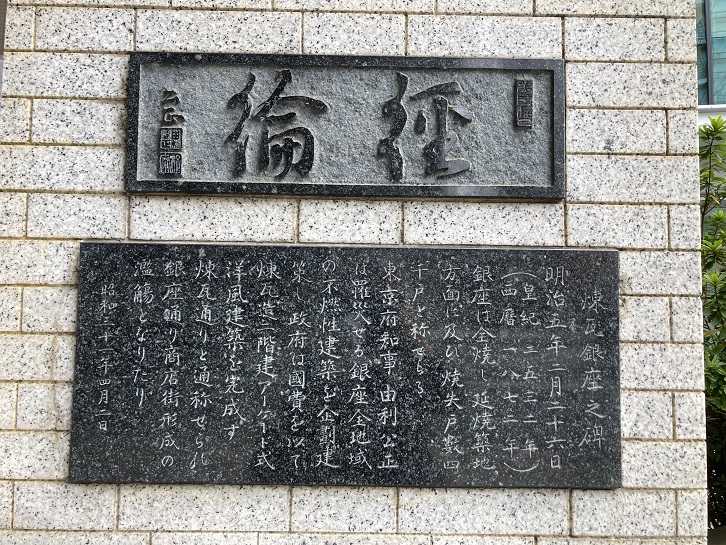 經綸
煉瓦銀座之碑
明治五年二月二十六日
(皇紀二五三二年)
(西暦一八七二年)
銀座は全焼し延焼築地
方面に及び焼失戸数四
千戸と称せらる
東京府知事由利公正
は罹災せる銀座全地域
の不燃性建築を企劃建
策し政府は國費を以て
煉瓦造二階建アーケード式
洋風建築を完成す
煉瓦通りと通称せられ
銀座通り商店街形成の
濫觴となりたり
昭和三十一年四月二日